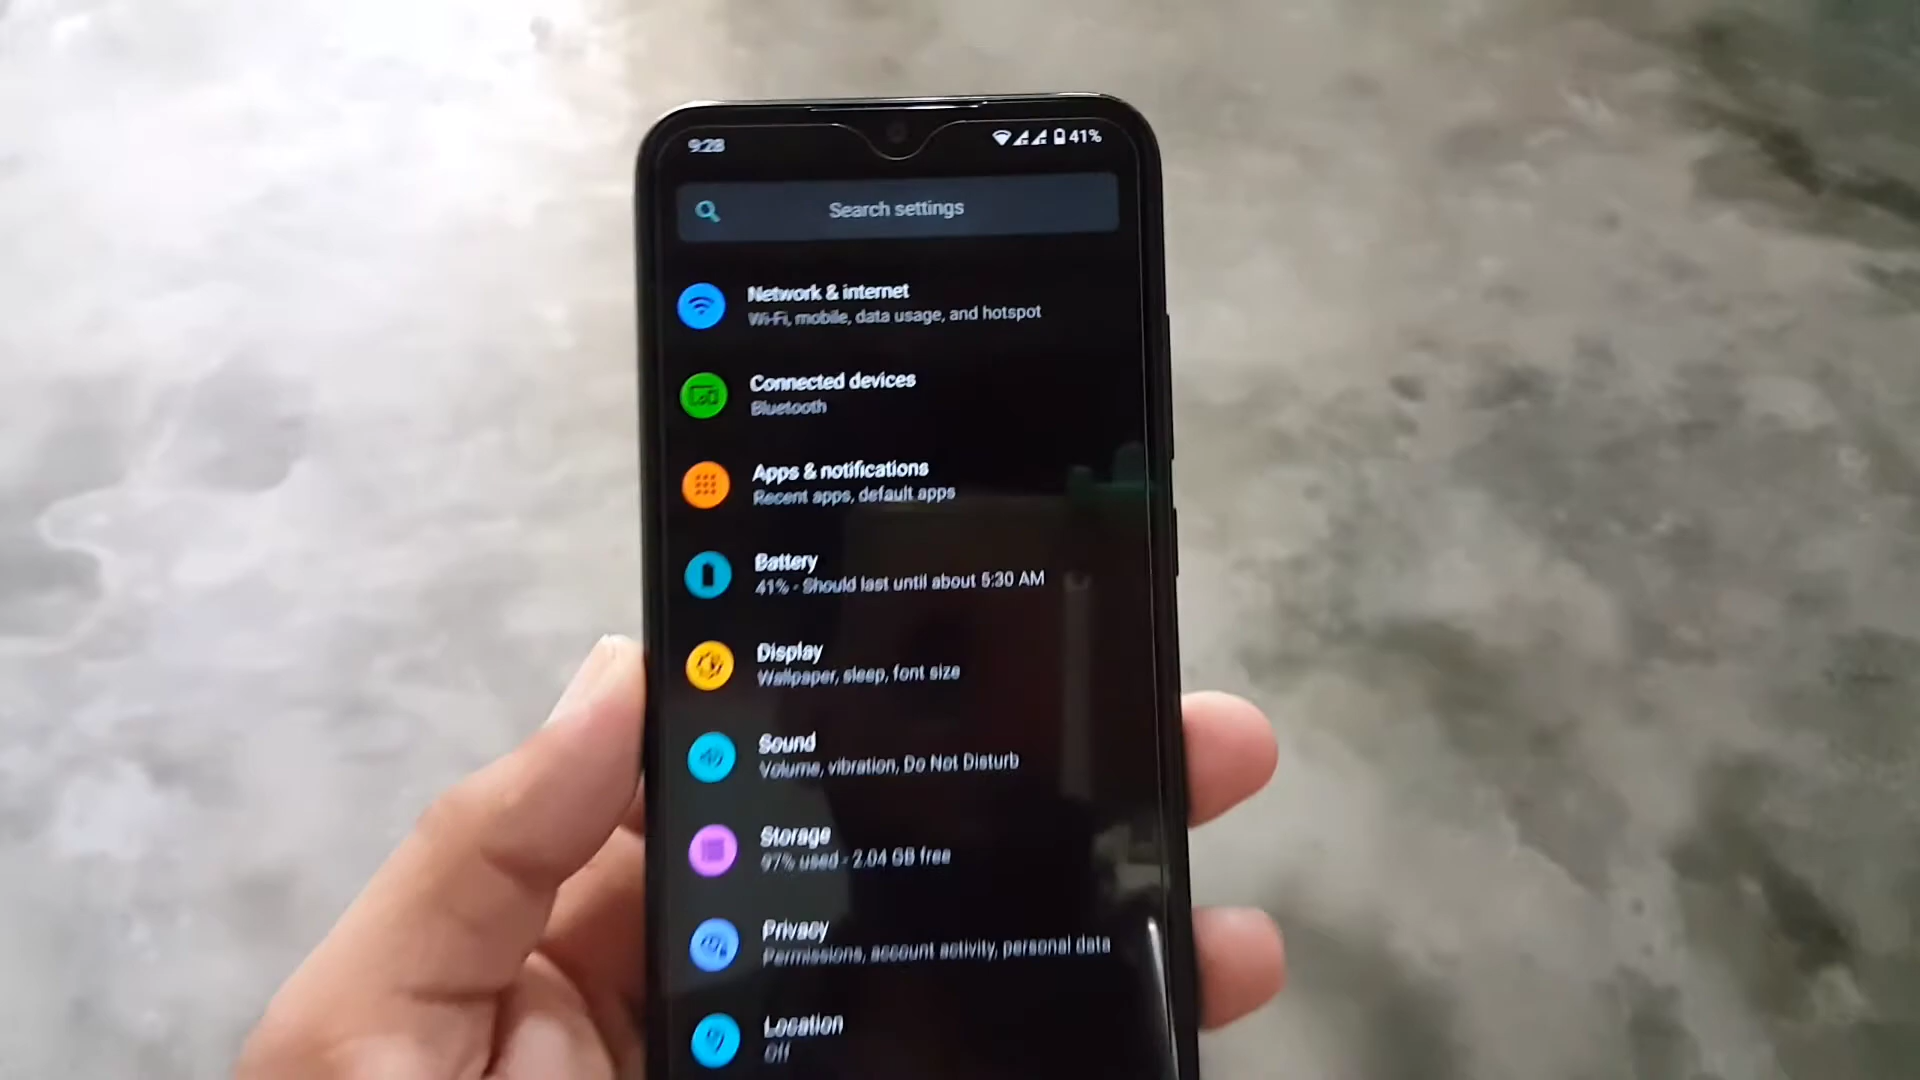 9:28
41%
Search settings
Network & internet
Wi-Fi, mobile, data usage, and hotspot
Connected devices
Bluetooth
Apps & notifications
Recent apps, default apps
Battery
41% - Should last until about 5:30 AM
Display
Wallpaper, sleep, font size
Sound
Volume, vibration, Do Not Disturb
Storage
97% used - 2.04 GB free
Privacy
Permissions, account activity, personal data
Location
Off